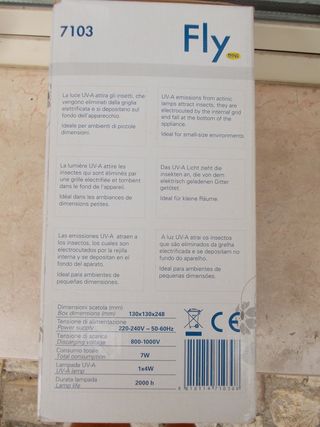 7103
Fly
La luce UV-A attira gli insetti, che
vengono eliminati dalla griglia
elettrificata e si depositano sul
fondo dell'apparecchio.
Ideale per ambienti di piccole
dimensioni.
UV-A emissions from actinic
lamps attract insects; they are
electrocuted by the internal grid
and fall at the bottom of the
appliance.
Ideal for small-size environments.
La lumière UV-A attire les
insectes qui sont éliminés par
une grille électrifiée et tombent
dans le fond de l'appareil.
Idéal dans les ambiances de
dimensions petites.
Das UV-A Licht zieht die
insekten an, die von dem
elektrisch geladenen Gitter
getötet.
Ideal für kleine Räume.
Las emisiones UV-A atraen a
los insectos, los cuales son
electrocutados por la rejilla
interna y se depositan en el
fondo del aparato.
Ideal para ambientes de
pequeñas dimensiones.
A luz UV-A atrai os insectos
que são eliminados da grelha
electrificada e se depositam no
fundo do aparelho.
Ideal para ambientes de
pequenas dimensões.
Dimensioni scatola (mm)
Box dimensions (mm) 130x130x248
Tensione di alimentazione
Power supply 220-240V ~ 50-60Hz
Tensione di scarica
Discarging voltage 800-1000V
Consumo totale
Total consumption 7W
Lampada UV-A
UV-A lamp 1x4W
Durata lampada
Lamp life 2000 h
CE